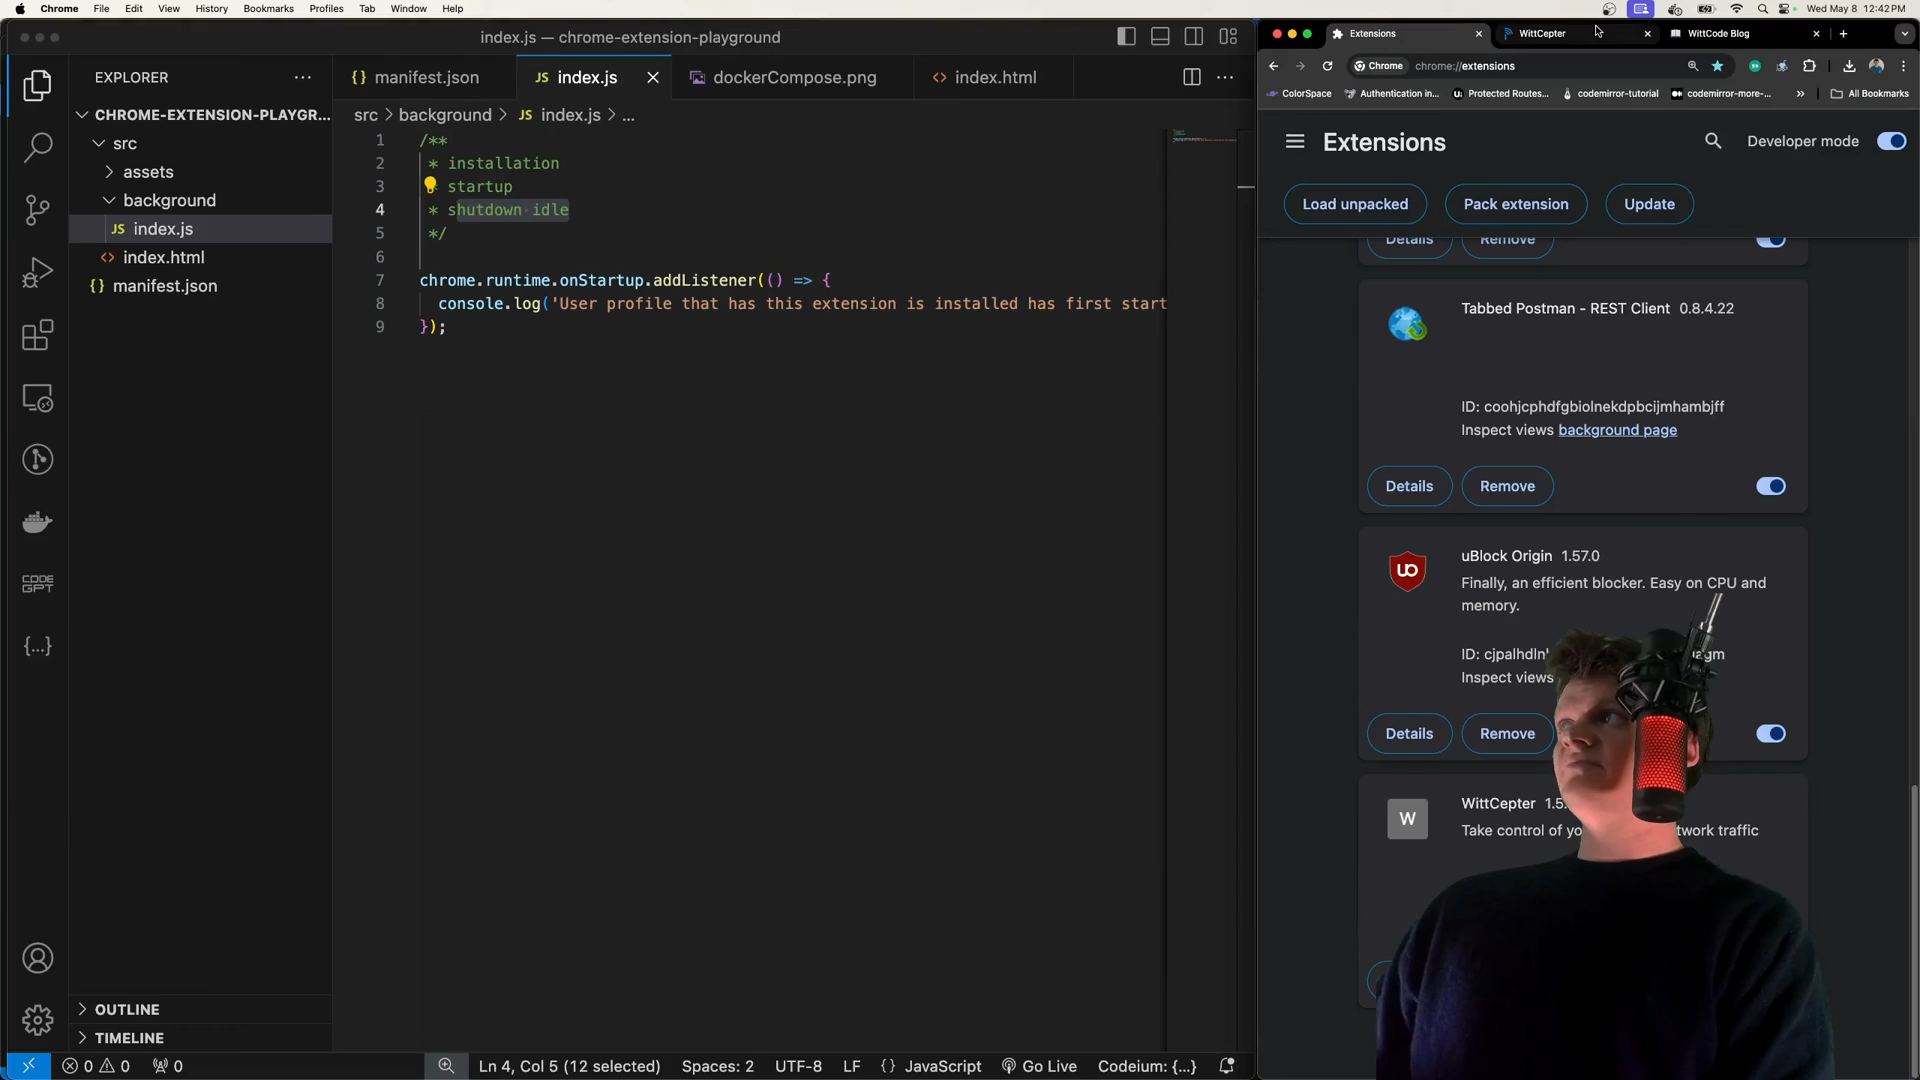 Chrome File Edit View History Bookmarks Profiles Tab Window Help
Wed May 8 12:42 PM
index.js — chrome-extension-playground
EXPLORER
CHROME-EXTENSION-PLAYGR...
src
assets
background
JS index.js
<> index.html
{} manifest.json
OUTLINE
TIMELINE
CODE
GPT
{...}
{} manifest.json
JS index.js
dockerCompose.png
<> index.html
src > background > JS index.js > ...
1 /**
2 * installation
3 startup
4 * shutdown idle
5 */
6
7 chrome.runtime.onStartup.addListener(() => {
8 console.log('User profile that has this extension is installed has first start
9 });
0 0 0
Ln 4, Col 5 (12 selected) Spaces: 2 UTF-8 LF {} JavaScript Go Live Codeium: {...}
Extensions
WittCepter
WittCode Blog
Chrome chrome://extensions
ColorSpace Authentication in... Protected Routes... codemirror-tutorial codemirror-more-... » All Bookmarks
Extensions
Developer mode
Load unpacked
Pack extension
Update
Details Remove
Tabbed Postman - REST Client 0.8.4.22
ID: coohjcphdfgbiolnekdpbcijmhambjff
Inspect views background page
Details Remove
uBlock Origin 1.57.0
Finally, an efficient blocker. Easy on CPU and
memory.
ID:
Inspect views
Details Remove
W
WittCepter
Take control of traffic